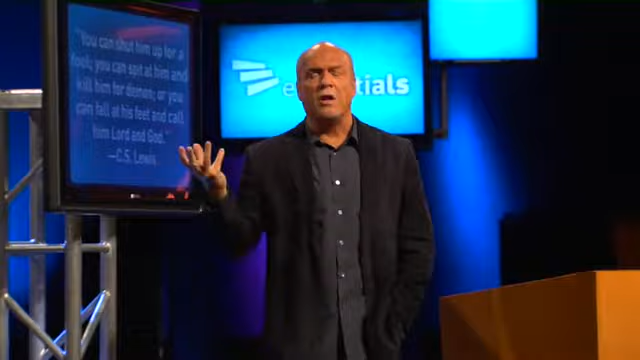 "You can shut him up for a
fool; you can spit at him and
kill him for demon; or you
can fall at his feet and call
him Lord and God."
—C.S. Lewis
essentials